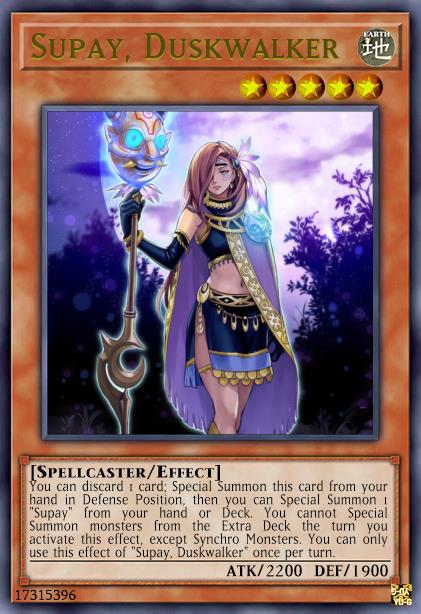 Supay, Duskwalker
EARTH
地
[Spellcaster/Effect]
You can discard 1 card; Special Summon this card from your
hand in Defense Position, then you can Special Summon 1
"Supay" from your hand or Deck. You cannot Special
Summon monsters from the Extra Deck the turn you
activate this effect, except Synchro Monsters. You can only
use this effect of "Supay, Duskwalker" once per turn.
ATK/2200 DEF/1900
17315396